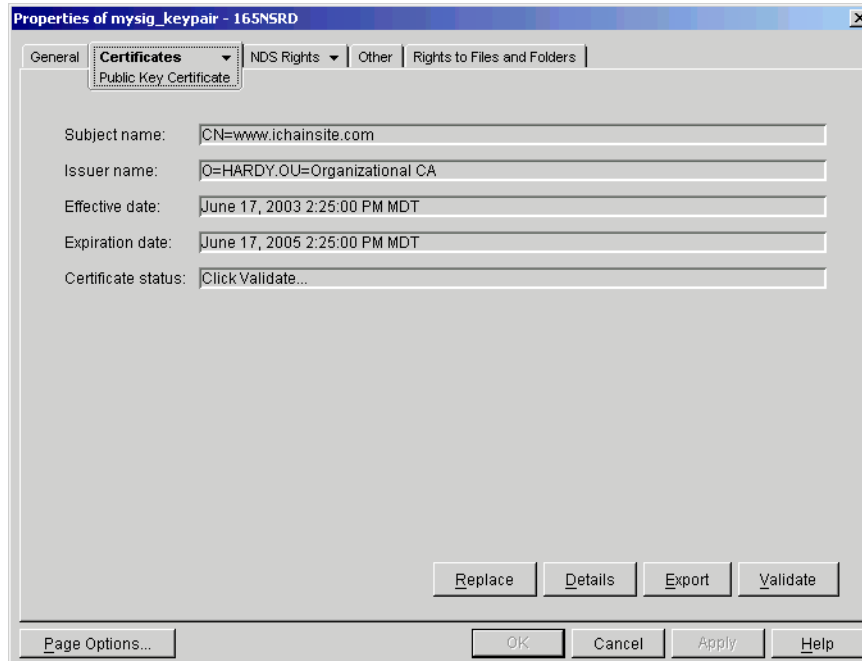 Properties of mysig_keypair - 165NSRD
General Certificates NDS Rights Other Rights to Files and Folders
Public Key Certificate
Subject name: CN=www.ichainsite.com
Issuer name: O=HARDY.OU=Organizational CA
Effective date: June 17, 2003 2:25:00 PM MDT
Expiration date: June 17, 2005 2:25:00 PM MDT
Certificate status: Click Validate...
Replace Details Export Validate
Page Options... OK Cancel Apply Help